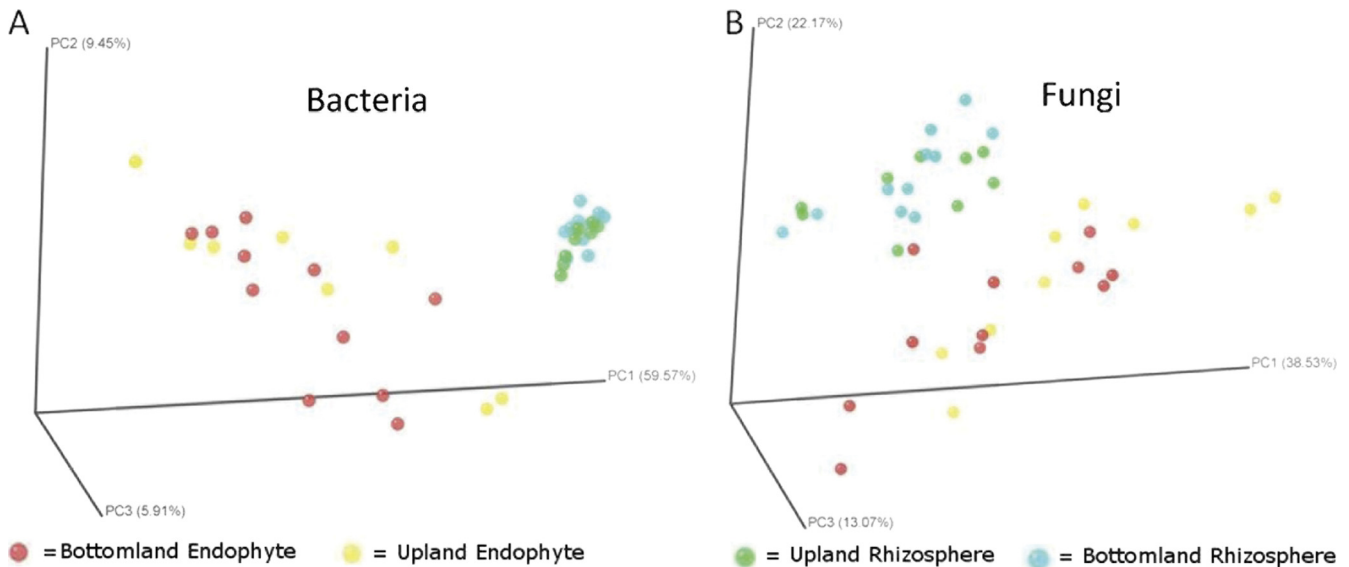 A
PC2 (9.45%)
Bacteria
PC1 (59.57%)
PC3 (5.91%)
B
PC2 (22.17%)
Fungi
PC1 (38.53%)
PC3 (13.07%)
=Bottomland Endophyte
= Upland Endophyte
= Upland Rhizosphere
= Bottomland Rhizosphere